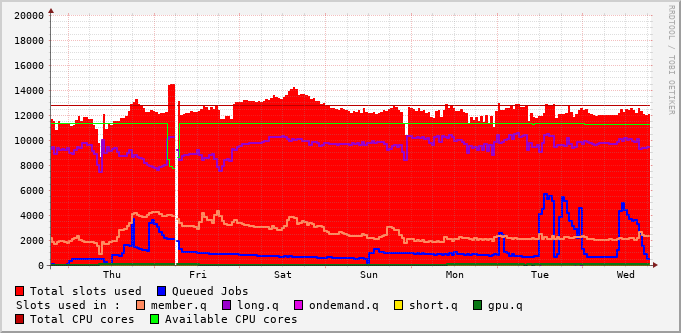 RRDTOOL / TOBI OETIKER
20000
18000
16000
14000
12000
10000
8000
6000
4000
2000
0
Thu Fri Sat Sun Mon Tue Wed
Total slots used Queued Jobs
Slots used in : member.q long.q ondemand.q short.q gpu.q
Total CPU cores Available CPU cores